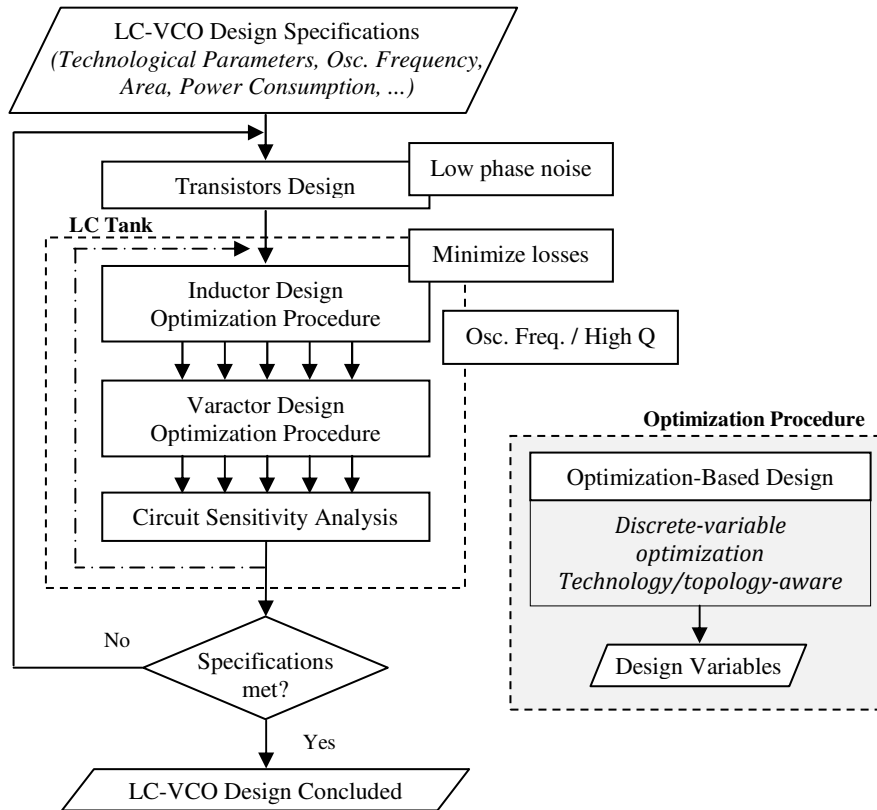 LC-VCO Design Specifications
(Technological Parameters, Osc. Frequency,
Area, Power Consumption, ...)
Low phase noise
Transistors Design
LC Tank
Minimize losses
Inductor Design
Optimization Procedure
Osc. Freq. / High Q
Varactor Design
Optimization Procedure
Circuit Sensitivity Analysis
Optimization Procedure
Optimization-Based Design
Discrete-variable
optimization
Technology/topology-aware
Design Variables
No
Specifications
met?
Yes
LC-VCO Design Concluded